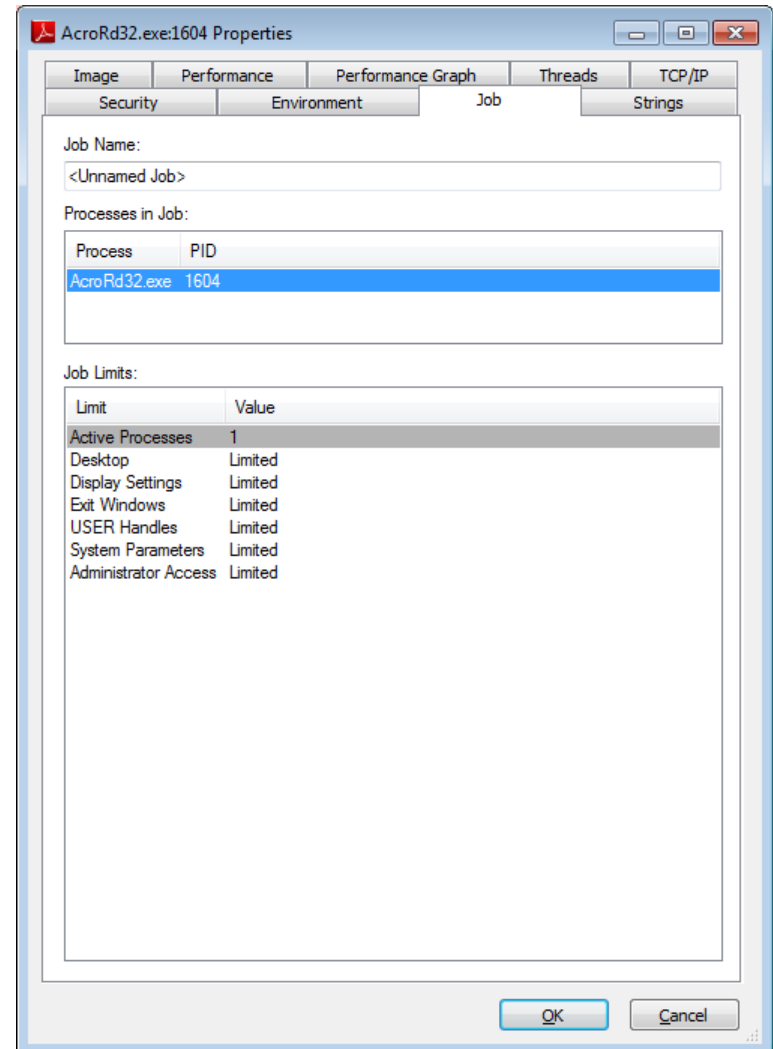 AcroRd32.exe:1604 Properties
Image Performance Performance Graph Threads TCP/IP
Security Environment Job Strings
Job Name:
<Unnamed Job>
Processes in Job:
Process PID
AcroRd32.exe 1604
Job Limits:
Limit Value
Active Processes 1
Desktop Limited
Display Settings Limited
Exit Windows Limited
USER Handles Limited
System Parameters Limited
Administrator Access Limited
OK Cancel